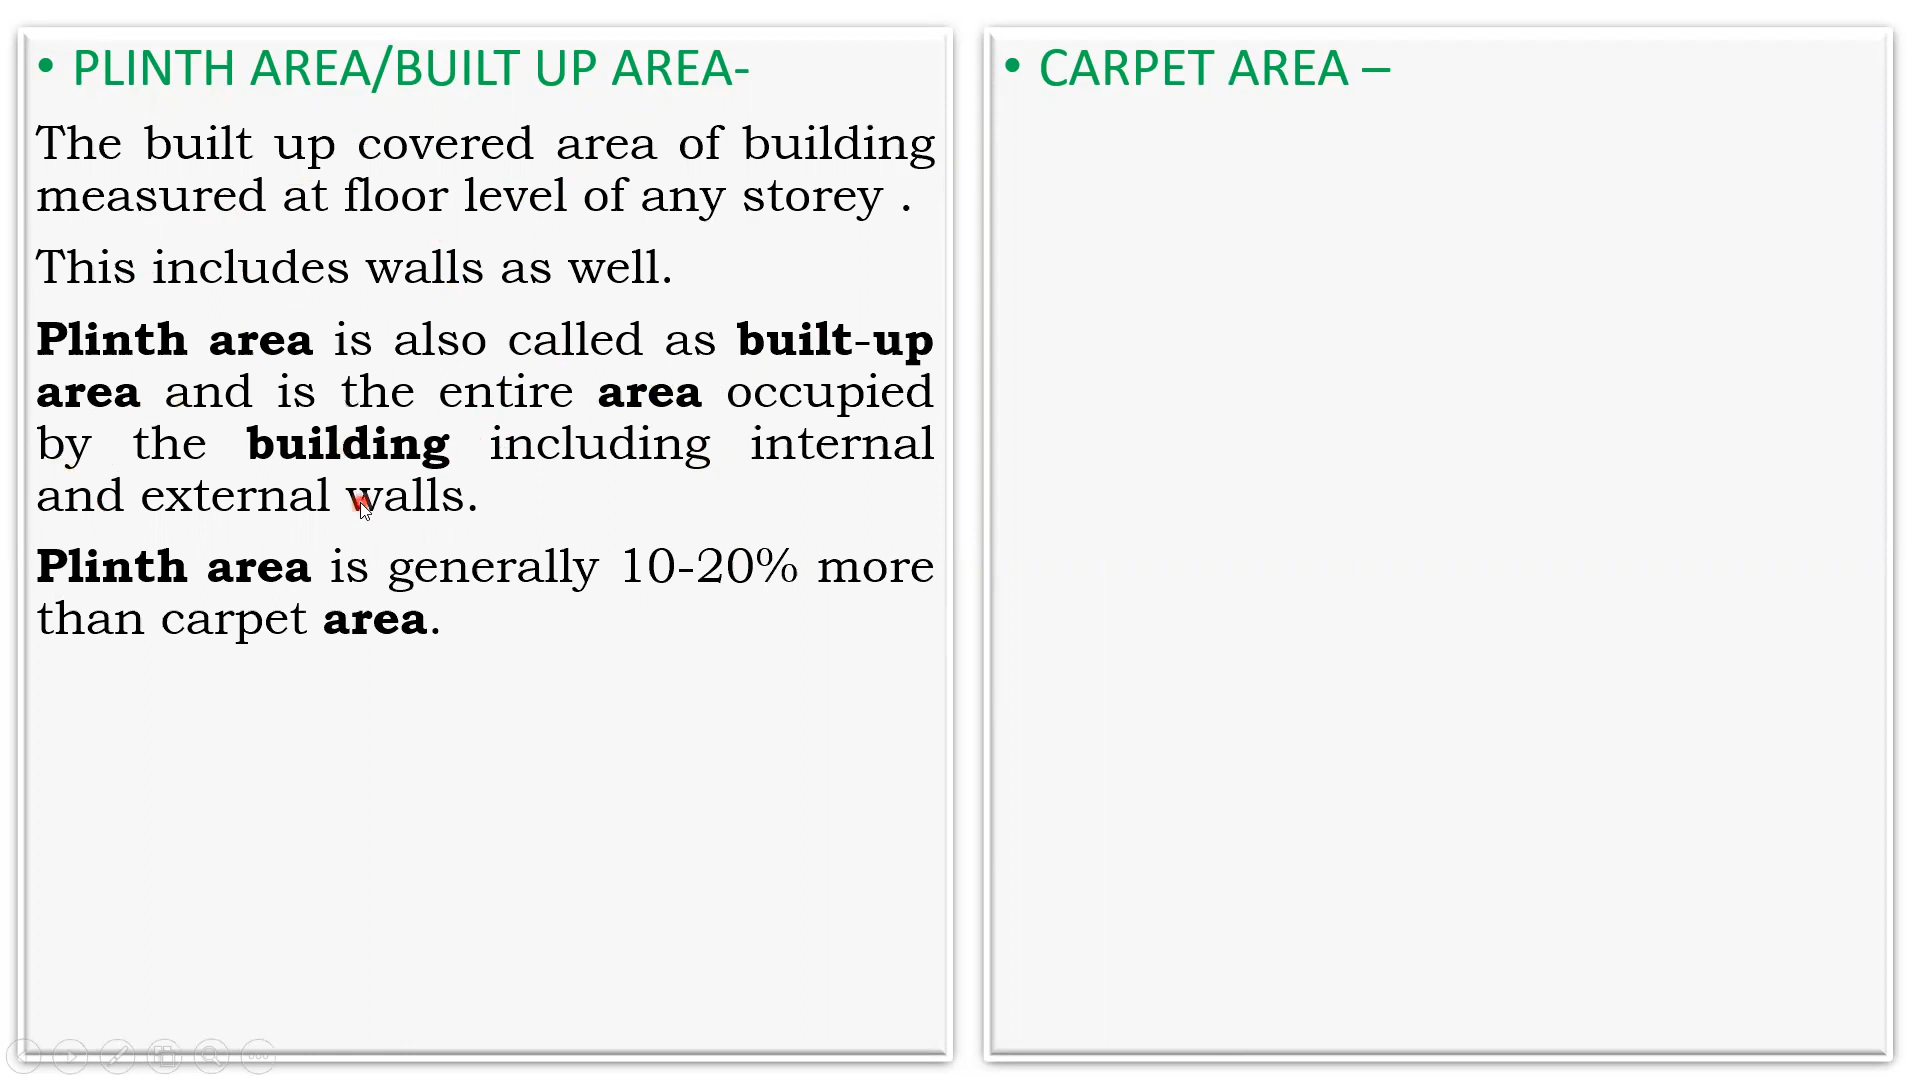 • PLINTH AREA/BUILT UP AREA-
The built up covered area of building
measured at floor level of any storey .
This includes walls as well.
Plinth area is also called as built-up
area and is the entire area occupied
by the building including internal
and external walls.
Plinth area is generally 10-20% more
than carpet area.
• CARPET AREA –